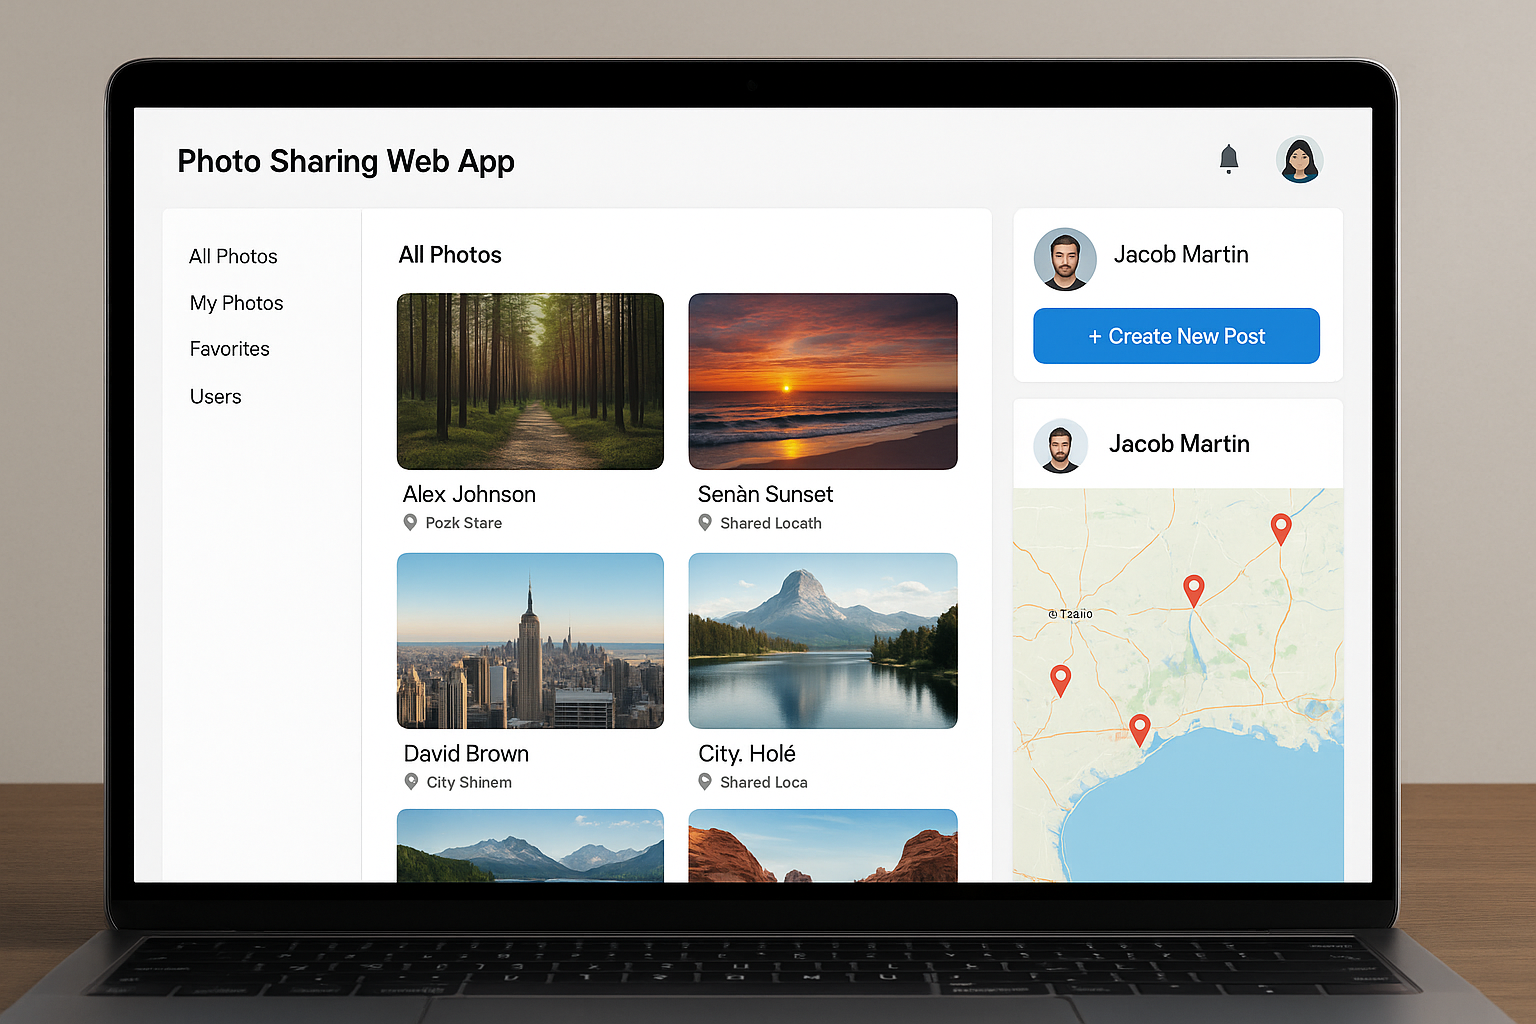 Photo Sharing Web App
All Photos
My Photos
Favorites
Users
All Photos
Alex Johnson
Pozk Stare
Senàn Sunset
Shared Locath
David Brown
City Shinem
City. Holé
Shared Loca
Jacob Martin
+ Create New Post
Jacob Martin
Tzaiio